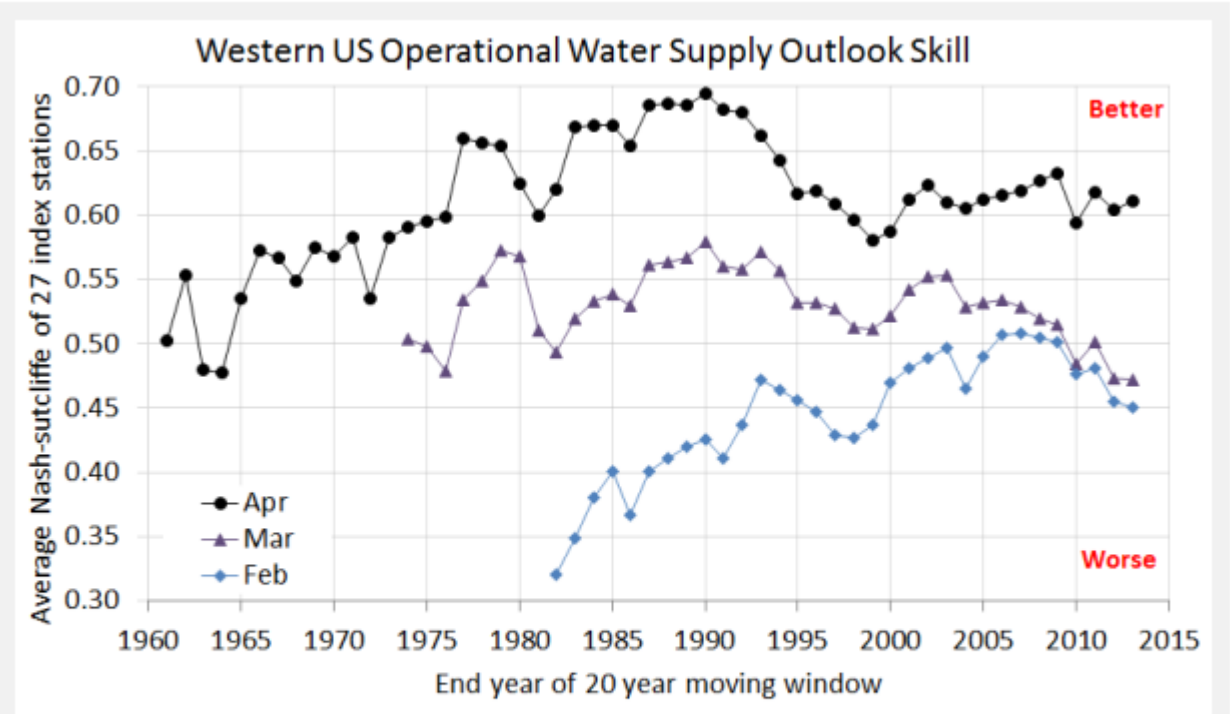 Western US Operational Water Supply Outlook Skill
Average Nash-sutcliffe of 27 index stations
0.70
0.65
0.60
0.55
0.50
0.45
0.40
0.35
0.30
Better
Worse
Apr
Mar
Feb
1960 1965 1970 1975 1980 1985 1990 1995 2000 2005 2010 2015
End year of 20 year moving window